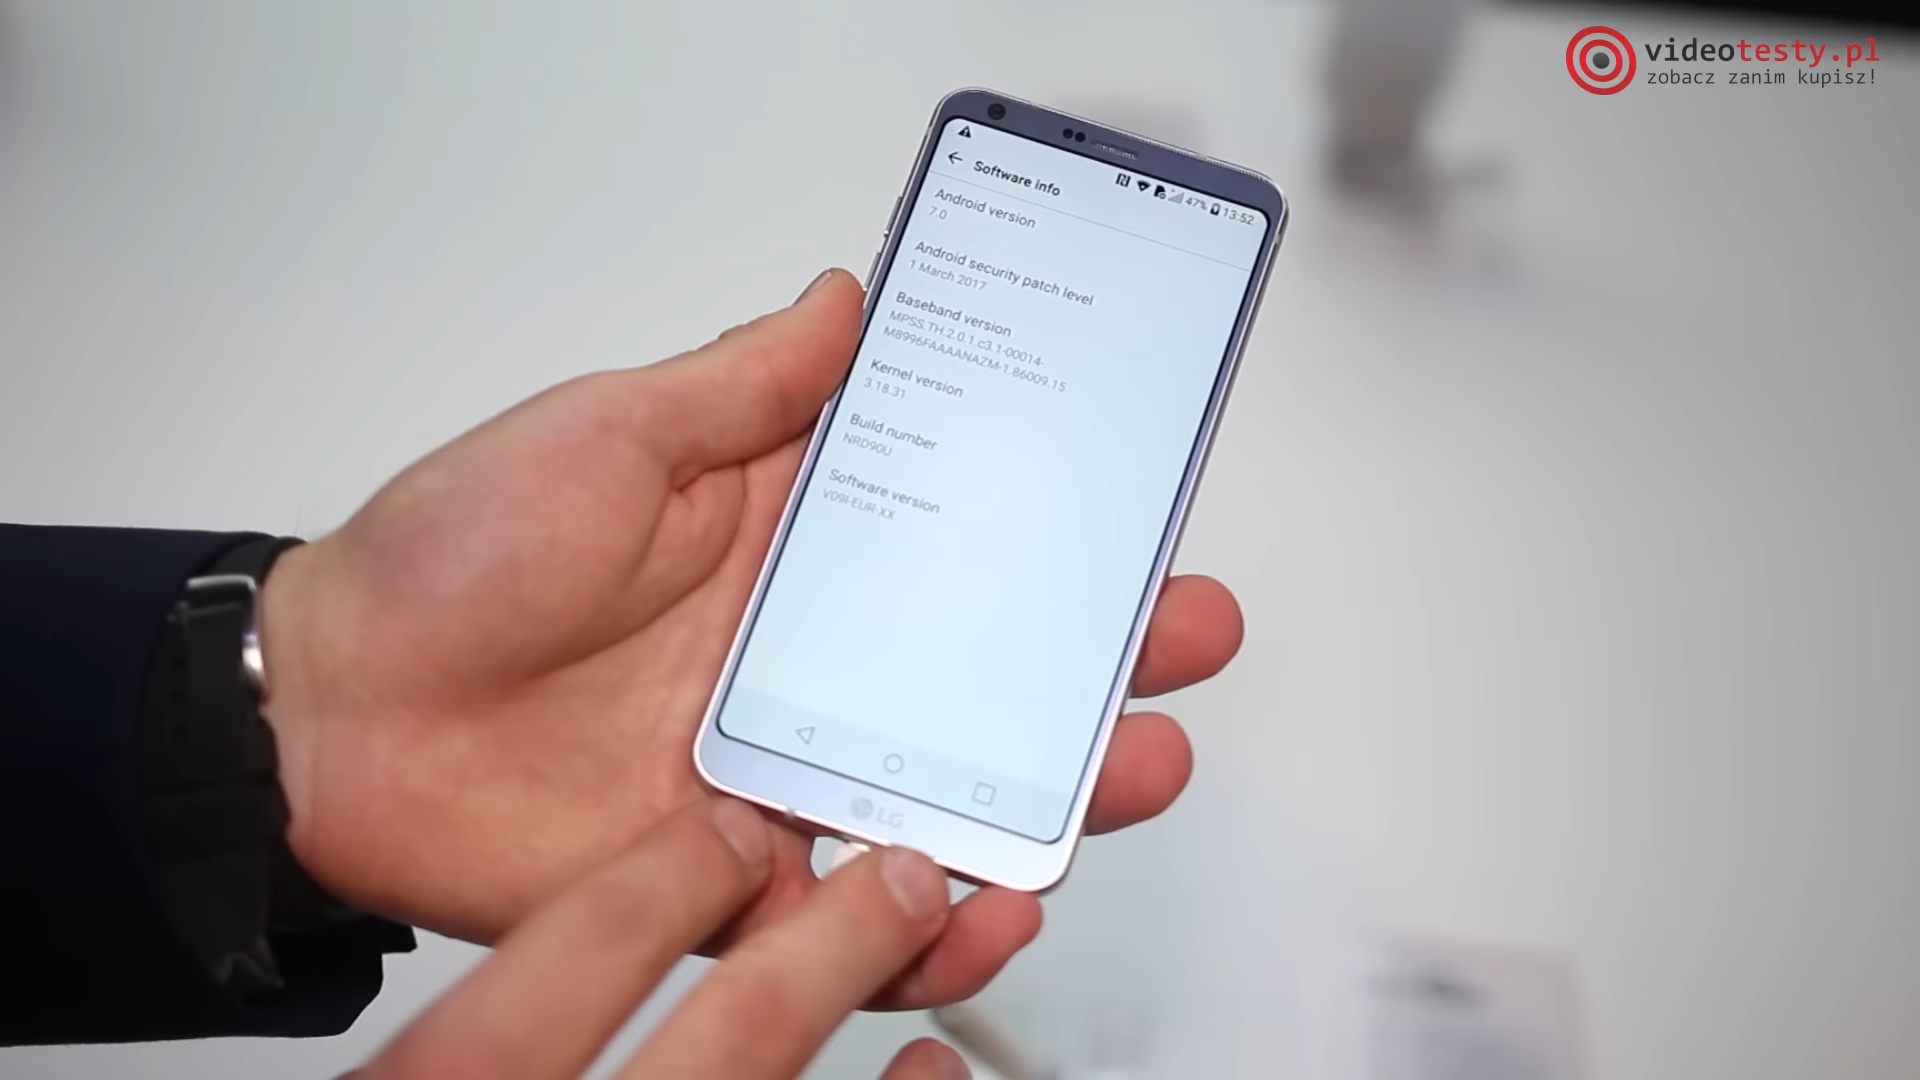 videotesty.pl
zobacz zanim kupisz!
47% 13:52
Software info
Android version
7.0
Android security patch level
1 March 2017
Baseband version
MPSS.TH.2.0.1.c3.1-00014-
M8996FAAAANAZM-1.86009.15
Kernel version
3.18.31
Build number
NRD90U
Software version
V09I-EUR-XX
LG